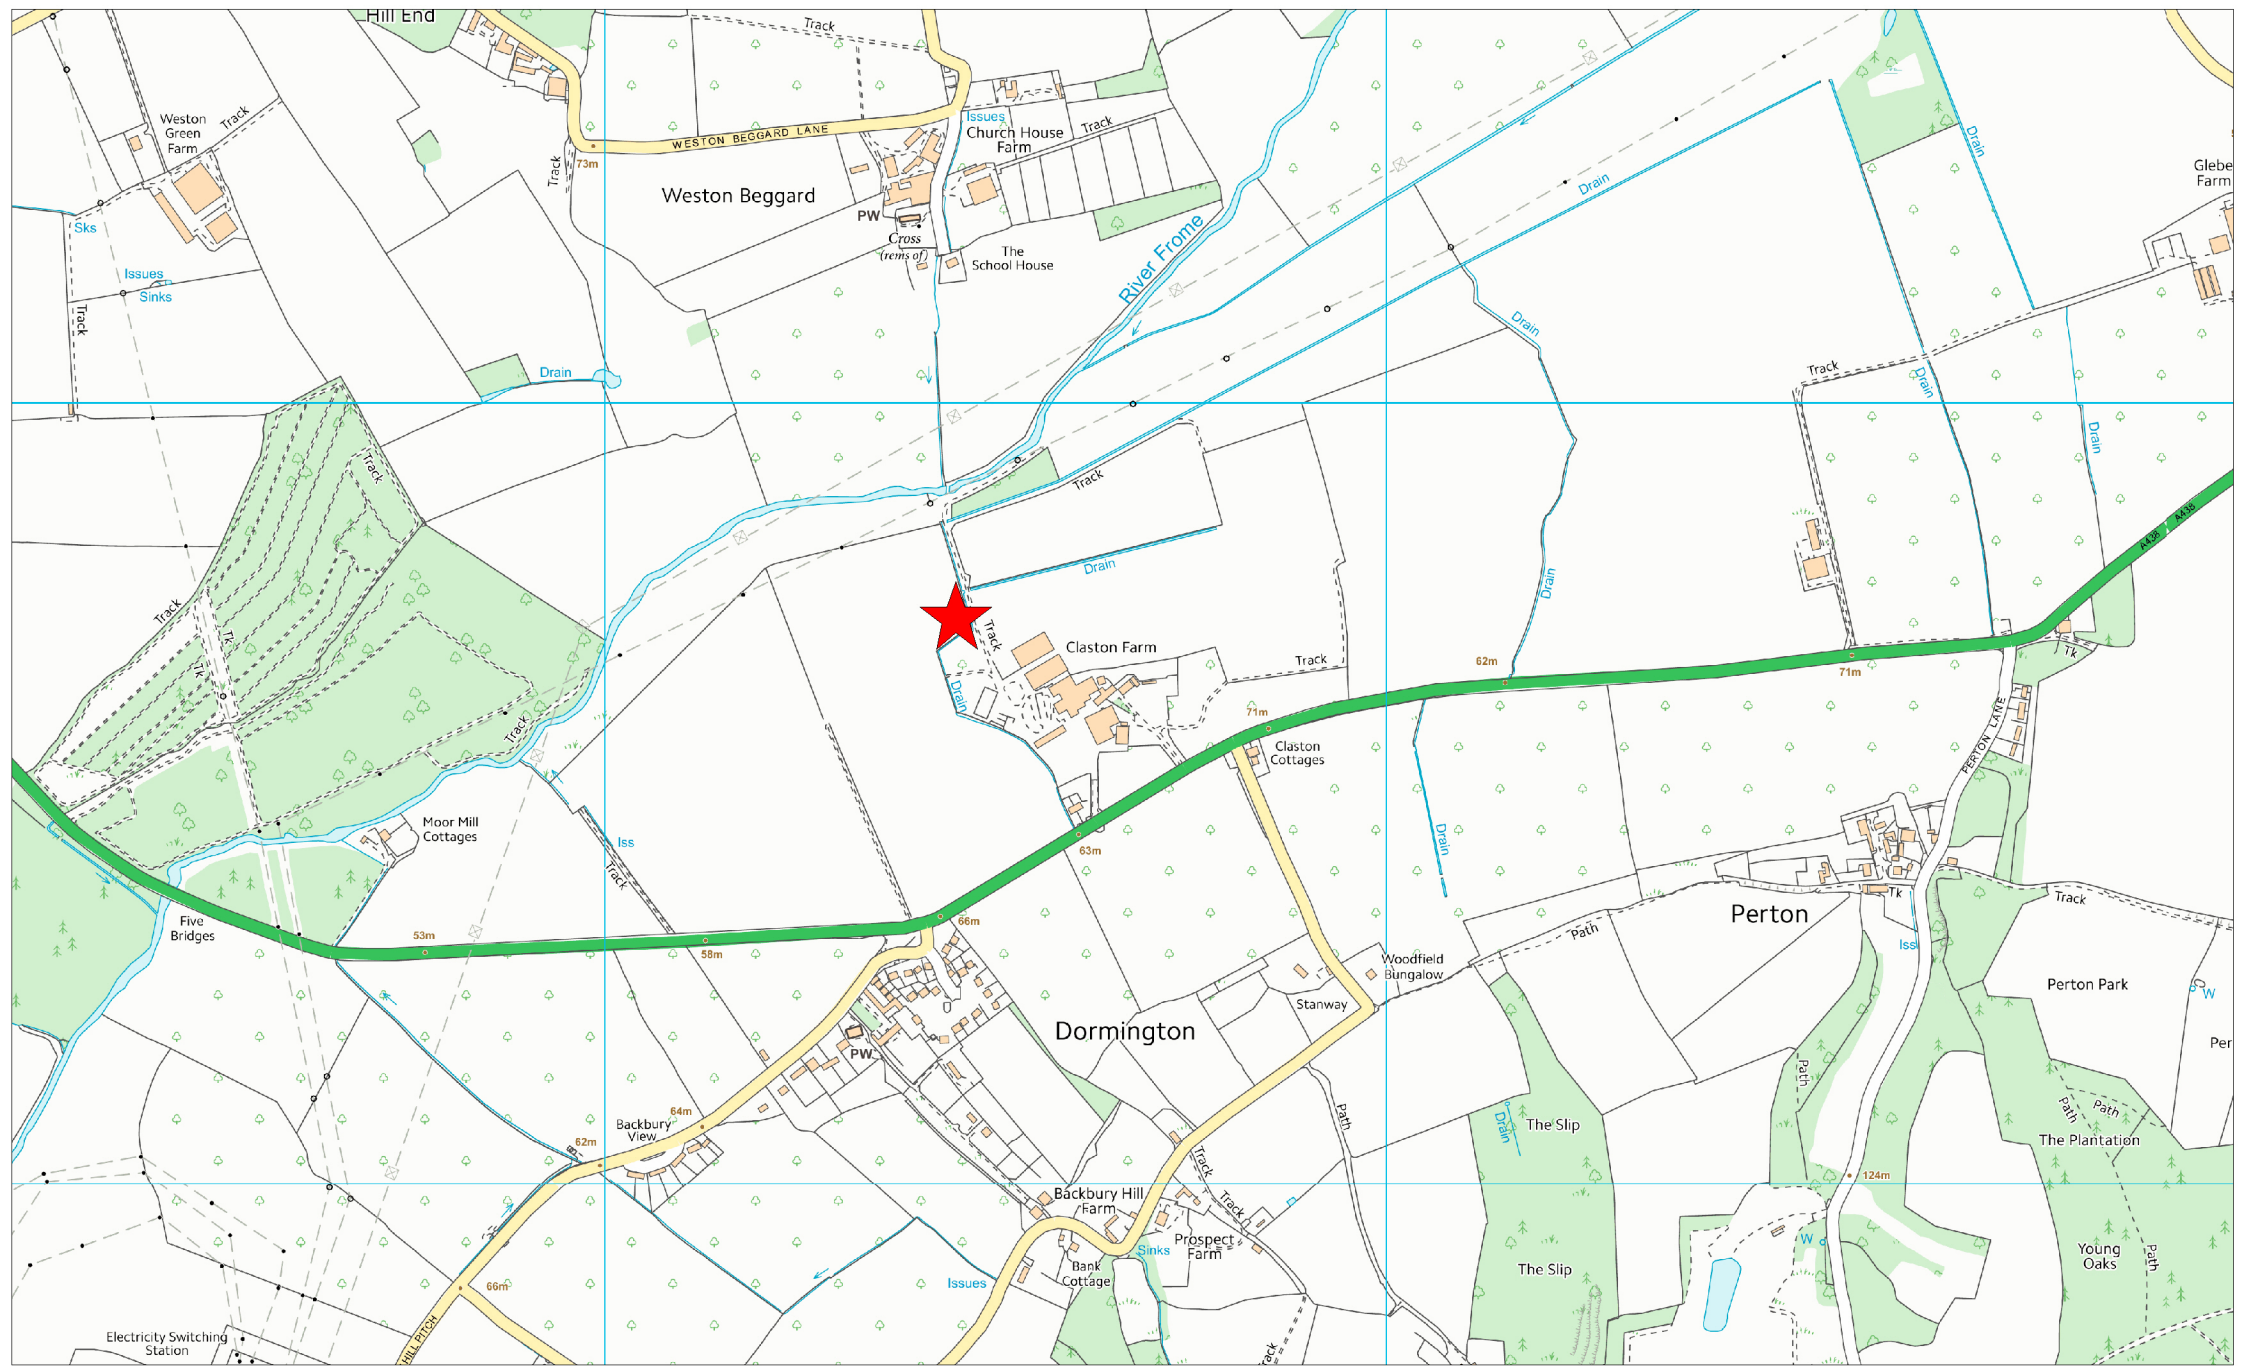 Hill End
Track
Weston
Green
Farm
Track
Issues
Church House
Farm
Track
WESTON BEGGARD LANE
73m
Track
Weston Beggard
PW
Cross
(rems of)
The
School House
River Frome
Drain
Drain
Glebe
Farm
Sks
Issues
Sinks
Track
Drain
Drain
Track
Drain
Drain
Track
Track
Drain
A438
A438
Drain
Track
Tk
Tk
Track
Claston Farm
Track
Drain
62m
71m
Tk
Track
71m
Claston
Cottages
PERTON LANE
Moor Mill
Cottages
Iss
Track
63m
Drain
Five
Bridges
53m
58m
66m
Perton
Tk
Track
Path
Iss
Woodfield
Bungalow
Stanway
Perton Park
W
Dormington
PW
Per
64m
Backbury
View
62m
Path
Drain
The Slip
Path
Path
Path
The Plantation
124m
Track
Track
Backbury Hill
Farm
Sinks
Prospect
Farm
Bank
Cottage
Issues
66m
The Slip
W
Young
Oaks
Path
Electricity Switching
Station
HILL PITCH
Track